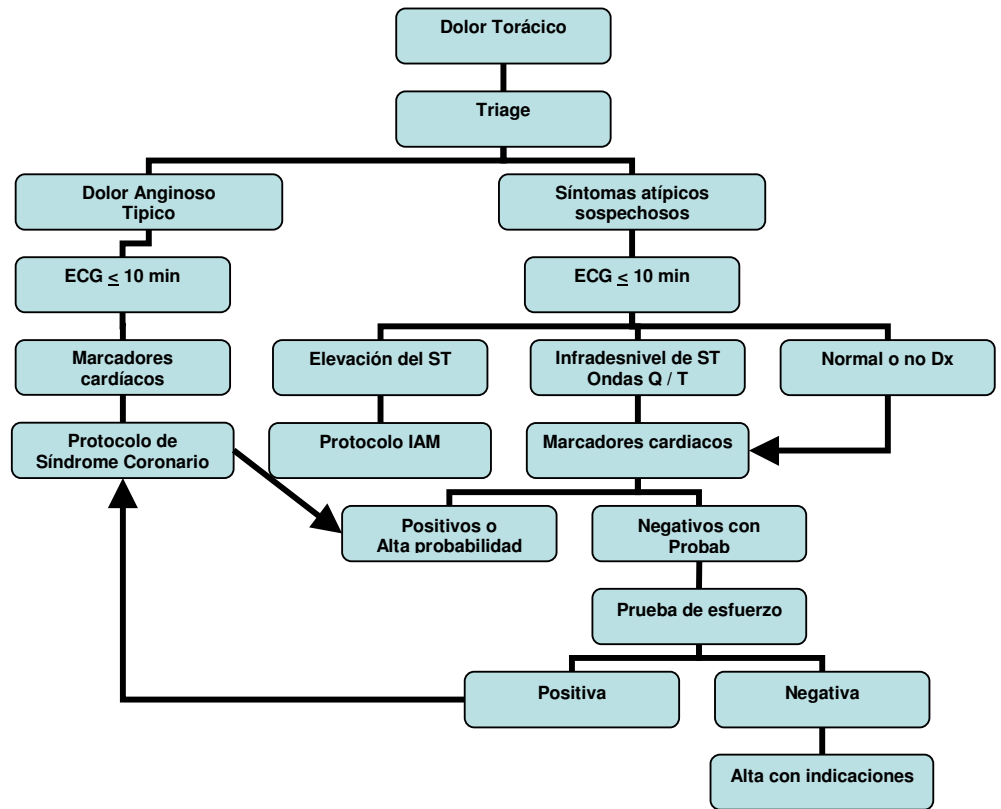 Dolor Torácico
Triage
Dolor Anginoso
Tipico
Síntomas atípicos
sospechosos
ECG ≤ 10 min
ECG ≤ 10 min
Marcadores
cardíacos
Elevación del ST
Infradesnivel de ST
Ondas Q / T
Normal o no Dx
Protocolo de
Síndrome Coronario
Protocolo IAM
Marcadores cardiacos
Positivos o
Alta probabilidad
Negativos con
Probab
Prueba de esfuerzo
Positiva
Negativa
Alta con indicaciones